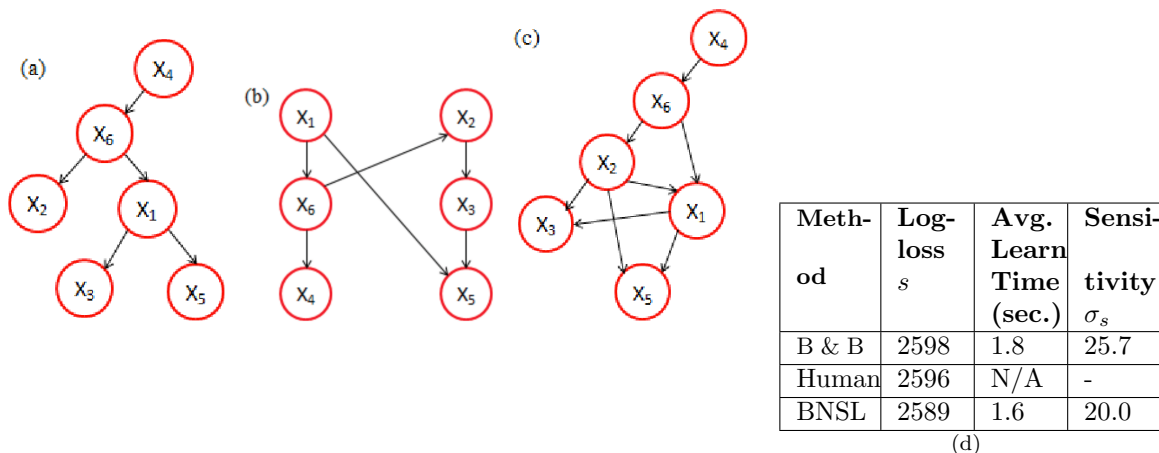 (a)
X4
X6
X2
X1
X3
X5
(b)
X1
X2
X6
X3
X4
X5
(c)
X4
X6
X2
X3
X1
X5
Meth-od Log-loss s Avg. Learn Time (sec.) Sensi-tivity σs
B & B 2598 1.8 25.7
Human 2596 N/A -
BNSL 2589 1.6 20.0
(d)